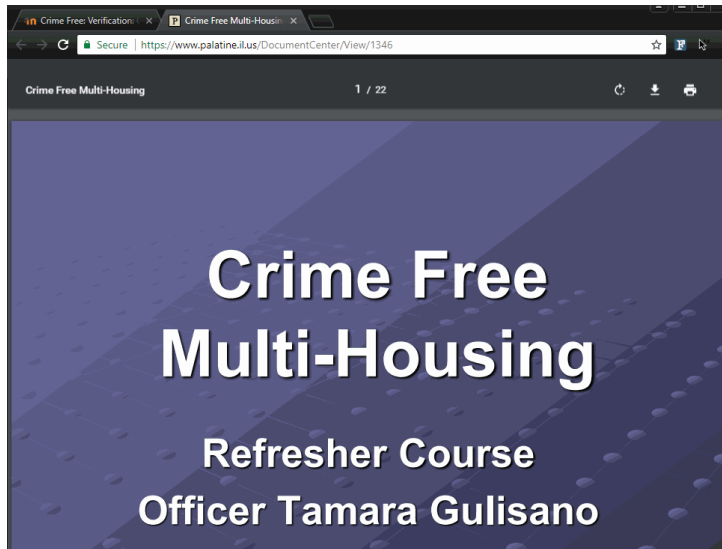 in Crime Free: Verification:
P Crime Free Multi-Housin
Secure https://www.palatine.il.us/DocumentCenter/View/1346
Crime Free Multi-Housing
1 / 22
Crime Free
Multi-Housing
Refresher Course
Officer Tamara Gulisano